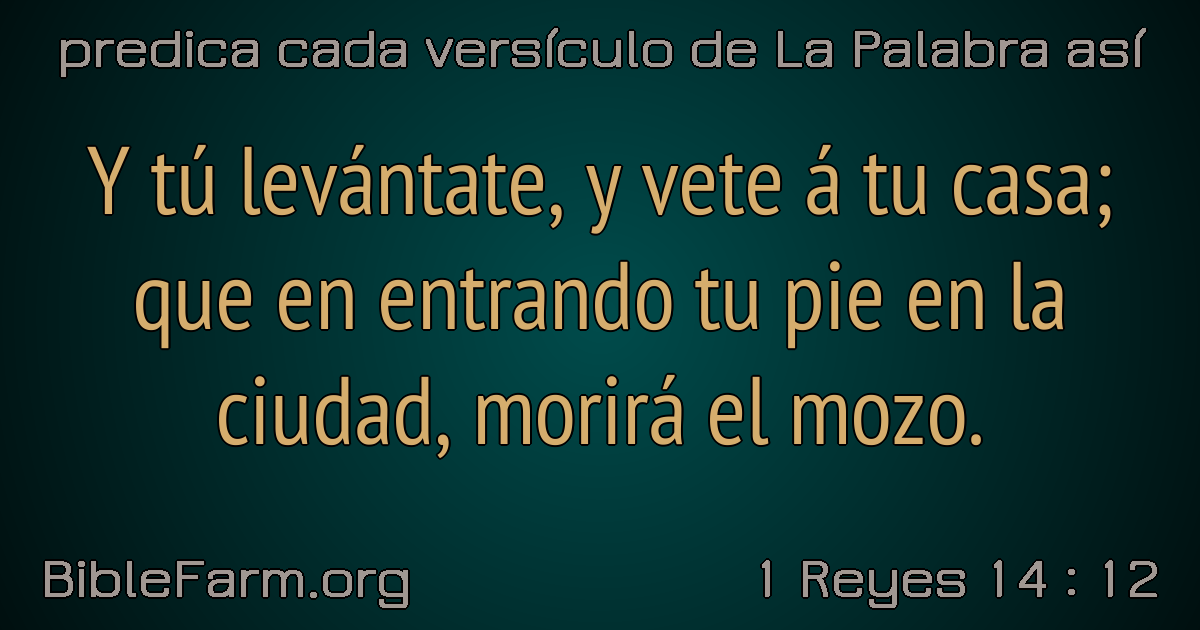 predica cada versículo de La Palabra así
Y tú levántate, y vete á tu casa;
que en entrando tu pie en la
ciudad, morirá el mozo.
BibleFarm.org
1 Reyes 14 : 12